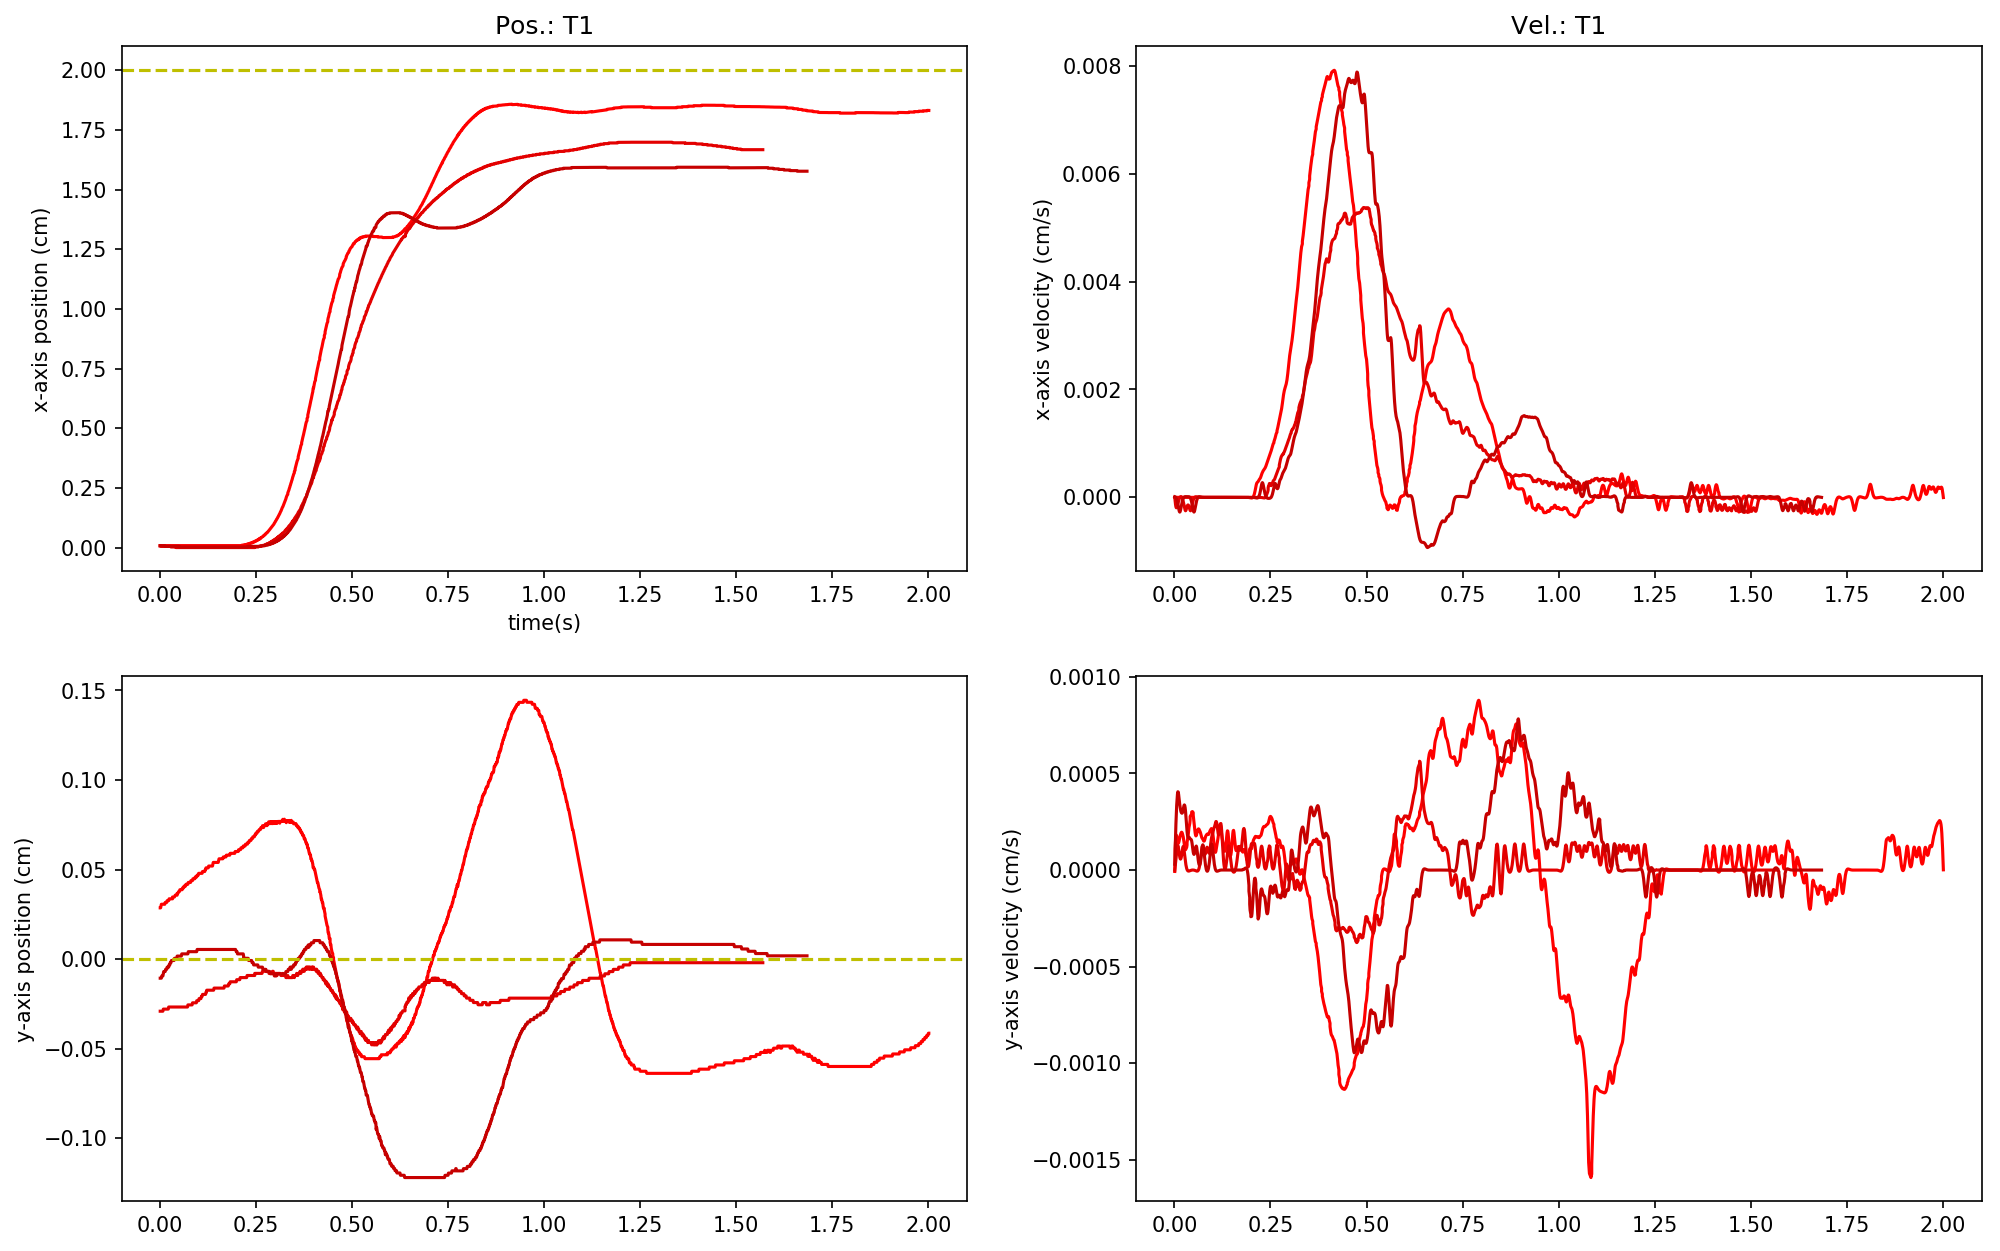 Pos.: T1
Vel.: T1
x-axis position (cm)
2.00
1.75
1.50
1.25
1.00
0.75
0.50
0.25
0.00
0.00 0.25 0.50 0.75 1.00 1.25 1.50 1.75 2.00
time(s)
x-axis velocity (cm/s)
0.008
0.006
0.004
0.002
0.000
0.00 0.25 0.50 0.75 1.00 1.25 1.50 1.75 2.00
y-axis position (cm)
0.15
0.10
0.05
0.00
−0.05
−0.10
0.00 0.25 0.50 0.75 1.00 1.25 1.50 1.75 2.00
y-axis velocity (cm/s)
0.0010
0.0005
0.0000
−0.0005
−0.0010
−0.0015
0.00 0.25 0.50 0.75 1.00 1.25 1.50 1.75 2.00